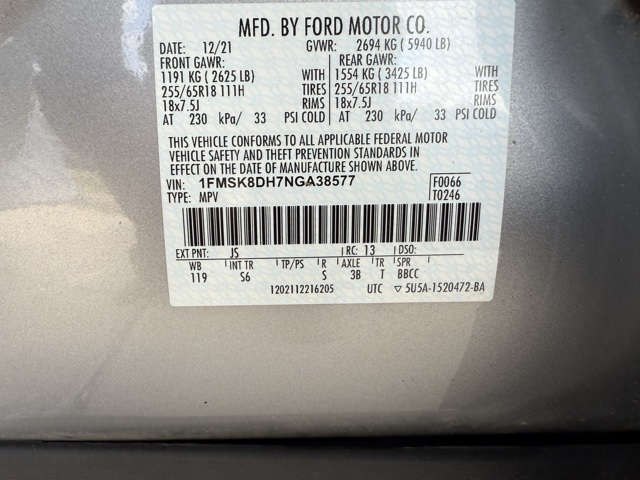 MFD. BY FORD MOTOR CO.
DATE: 12/21 GVWR: 2694 KG ( 5940 LB)
FRONT GAWR: REAR GAWR:
1191 KG ( 2625 LB) WITH 1554 KG ( 3425 LB) WITH
255/65R18 111H TIRES 255/65R18 111H TIRES
18x7.5J RIMS 18x7.5J RIMS
AT 230 kPa/ 33 PSI COLD AT 230 kPa/ 33 PSI COLD
THIS VEHICLE CONFORMS TO ALL APPLICABLE FEDERAL MOTOR
VEHICLE SAFETY AND THEFT PREVENTION STANDARDS IN
EFFECT ON THE DATE OF MANUFACTURE SHOWN ABOVE.
VIN: 1FMSK8DH7NGA38577 F0066
TYPE: MPV T0246
EXT PNT: JS RC: 13 DSO:
WB INT TR TP/PS R AXLE TR SPR
119 S6 S 3B T BBCC
1202112216205 UTC ▽ 5U5A-1520472-BA